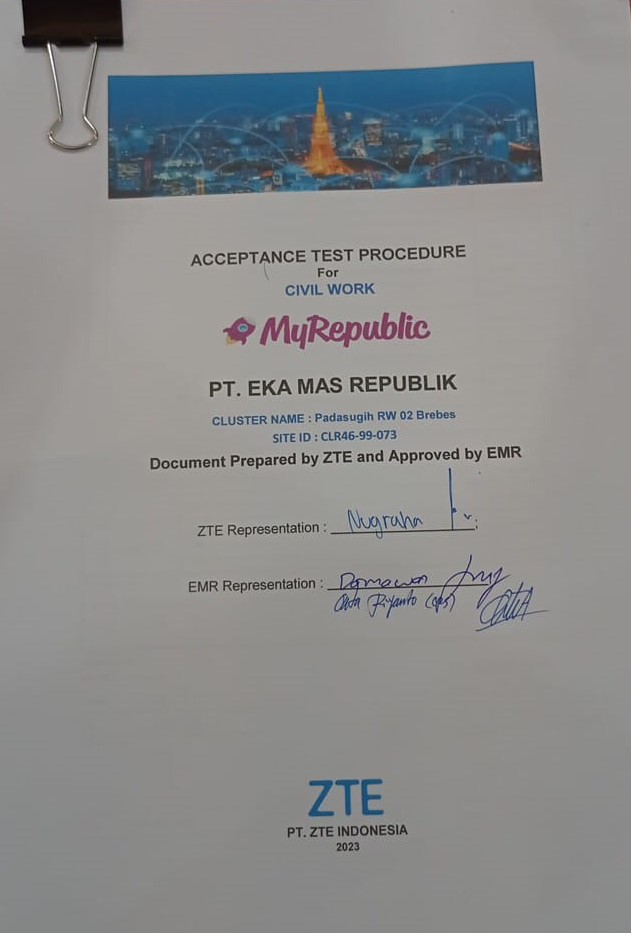 ACCEPTANCE TEST PROCEDURE
For
CIVIL WORK
MyRepublic
PT. EKA MAS REPUBLIK
CLUSTER NAME : Padasugih RW 02 Brebes
SITE ID : CLR46-99-073
Document Prepared by ZTE and Approved by EMR
ZTE Representation : Nugraha
EMR Representation : Darmawan
Riyanto (ops)
ZTE
PT. ZTE INDONESIA
2023